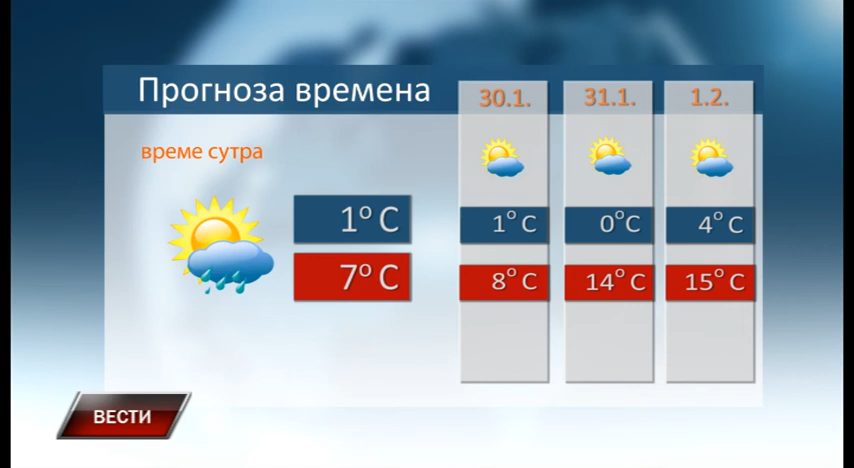 Прогноза времена
30.1.
31.1.
1.2.
време сутра
1° C
7° C
1° C
0°C
4° C
8° C
14° C
15° C
ВЕСТИ